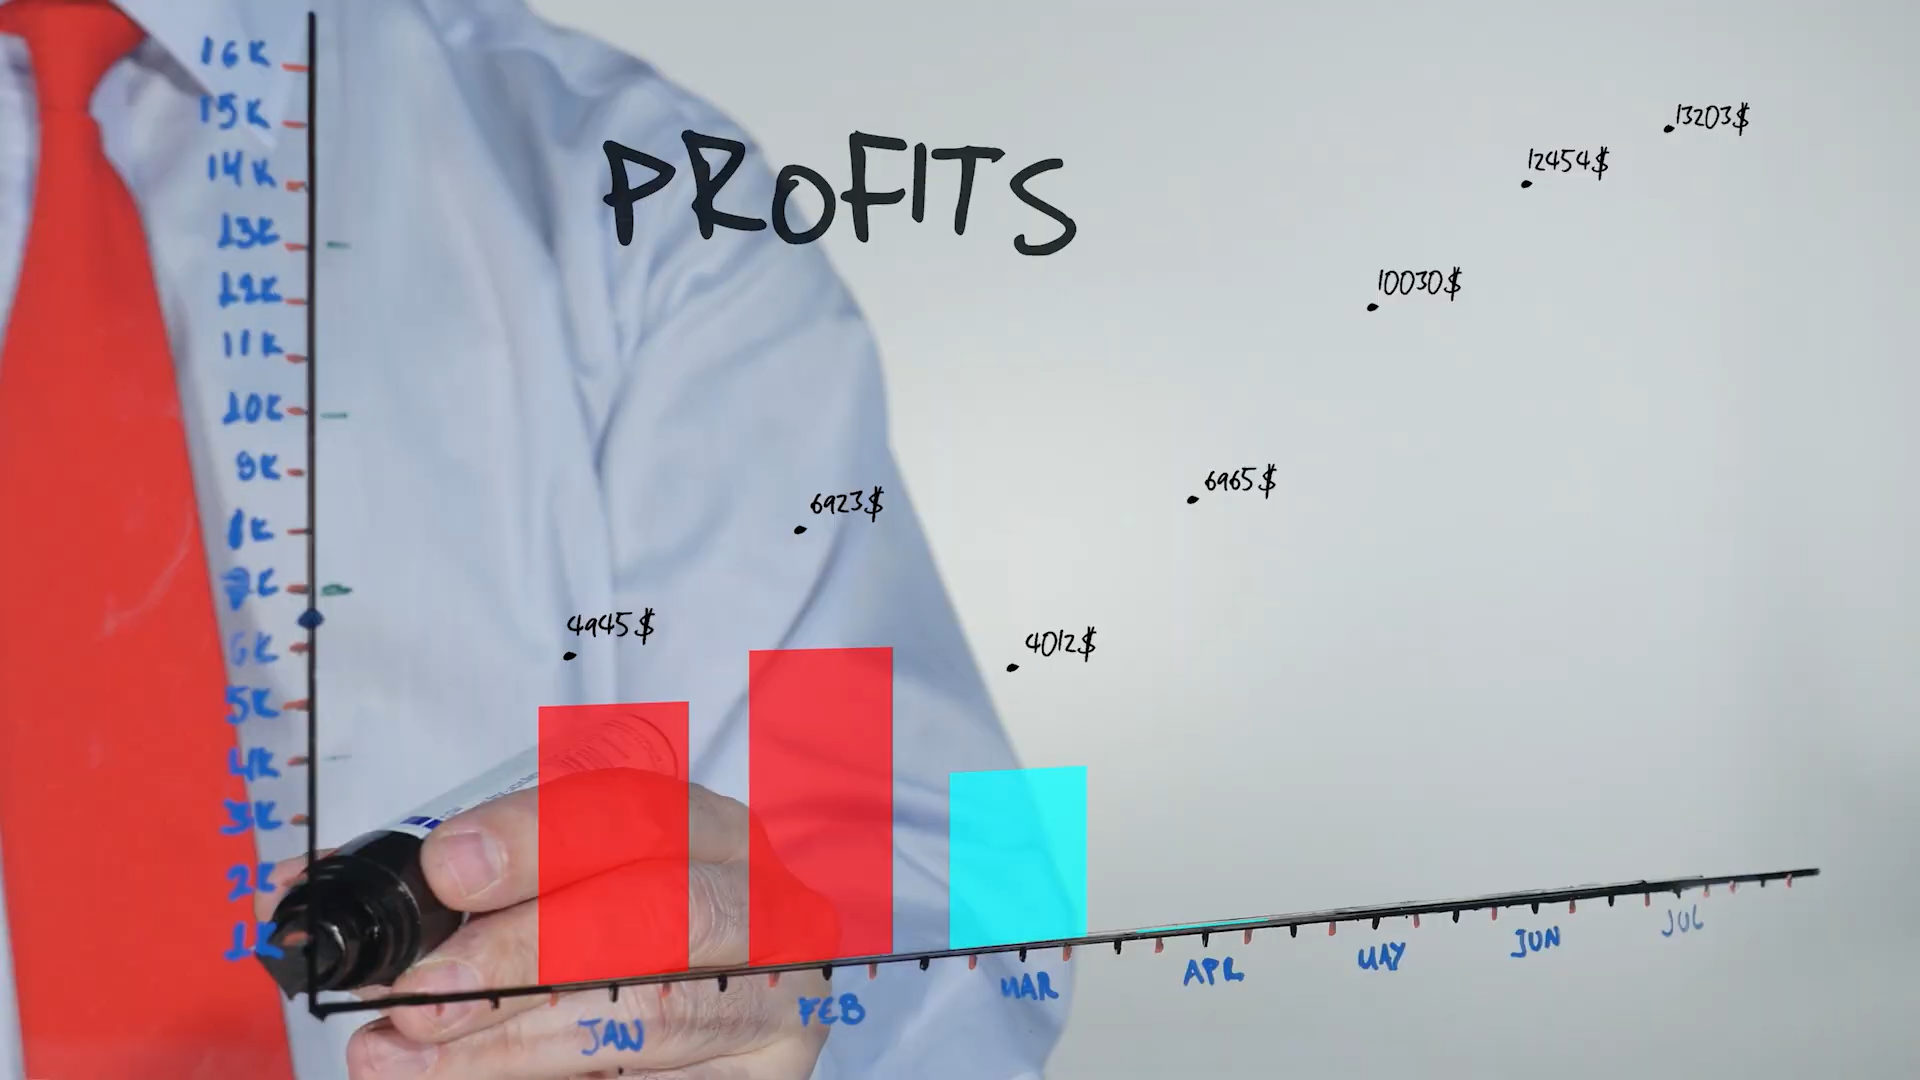 PROFITS
16K
15K
14K
13K
12K
11K
10K
9K
8K
7K
6K
5K
4K
3K
2K
1K
4945$
6923$
4012$
6965$
10030$
12454$
13203$
JAN
FEB
MAR
APR
MAY
JUN
JUL